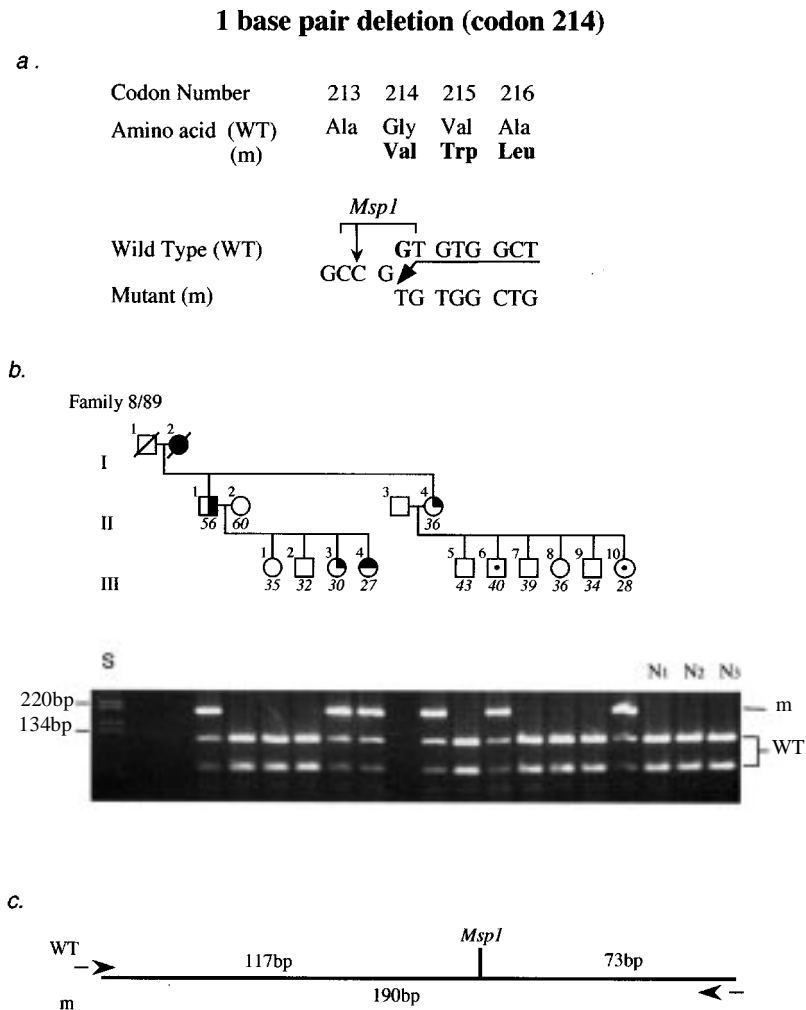 1 base pair deletion (codon 214)
a.
Codon Number 213 214 215 216
Amino acid (WT) Ala Gly Val Ala
(m) Val Trp Leu
Msp1
Wild Type (WT) GT GTG GCT
GCC G
Mutant (m) TG TGG CTG
b.
Family 8/89
1 2
I
1 2 3 4
II
56 60 36
1 2 3 4 5 6 7 8 9 10
III
35 32 30 27 43 40 39 36 34 28
S N1 N2 N3
220bp m
134bp
WT
c.
Msp1
WT 117bp 73bp
190bp
m